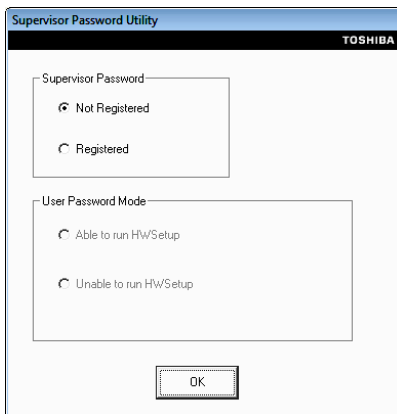 Supervisor Password Utility
TOSHIBA
Supervisor Password
Not Registered
Registered
User Password Mode
Able to run HWSetup
Unable to run HWSetup
OK